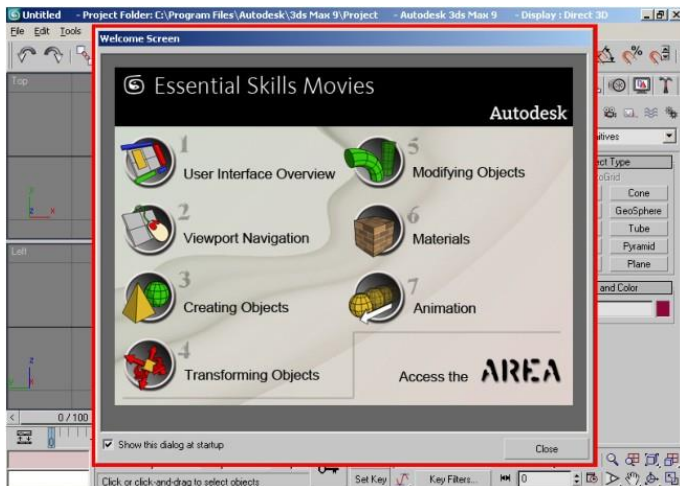 Untitled - Project Folder: C:\Program Files\Autodesk\3ds Max 9\Project - Autodesk 3ds Max 9 - Display : Direct 3D
File Edit Tools
Welcome Screen
Top
Essential Skills Movies
Autodesk
1
User Interface Overview
2
Viewport Navigation
3
Creating Objects
4
Transforming Objects
5
Modifying Objects
6
Materials
7
Animation
Access the AREA
Show this dialog at startup
Close
y
z x
Left
z
0 / 100
Cone
GeoSphere
Tube
Pyramid
Plane
and Color
Click or click-and-drag to select objects
Set Key
Key Filters...
0